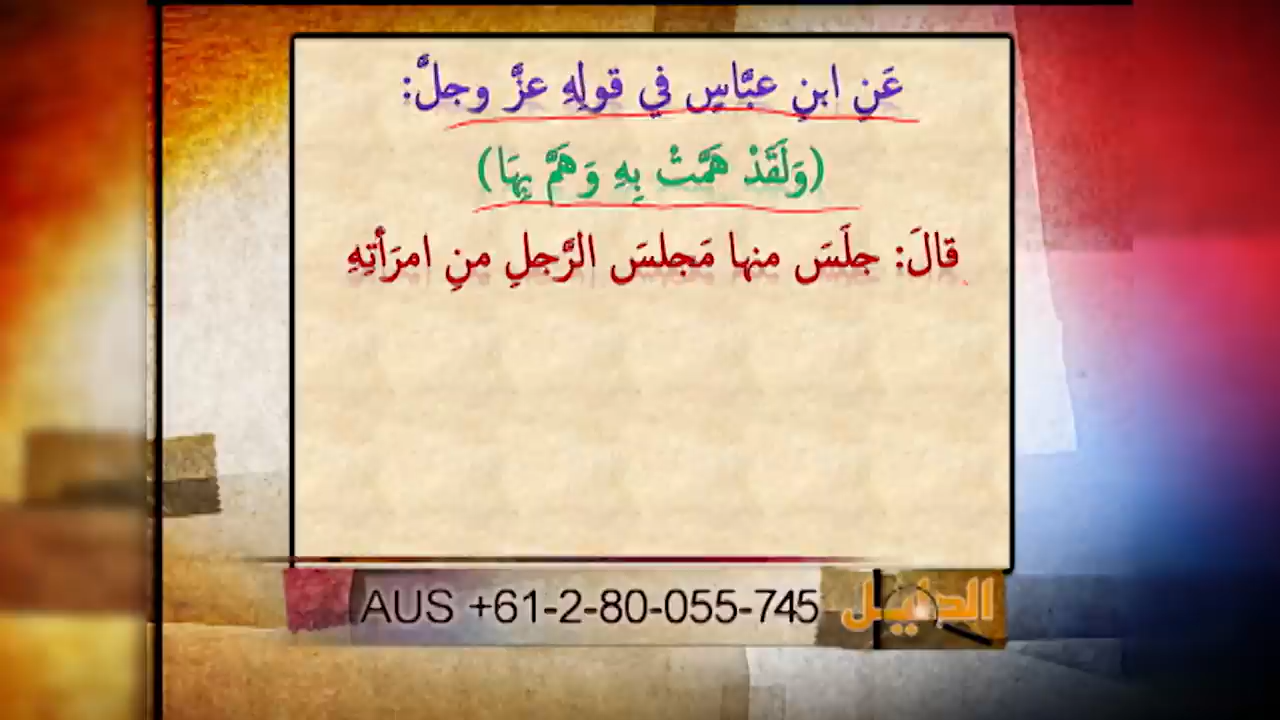 عَنِ ابنِ عبَّاسٍ في قولِهِ عزَّ وجلَّ:
(وَلَقَدْ هَمَّتْ بِهِ وَهَمَّ بِهَا)
قالَ: جلَسَ منها مَجلسَ الرَّجلِ منِ امرَأتِهِ
AUS +61-2-80-055-745
الدليل